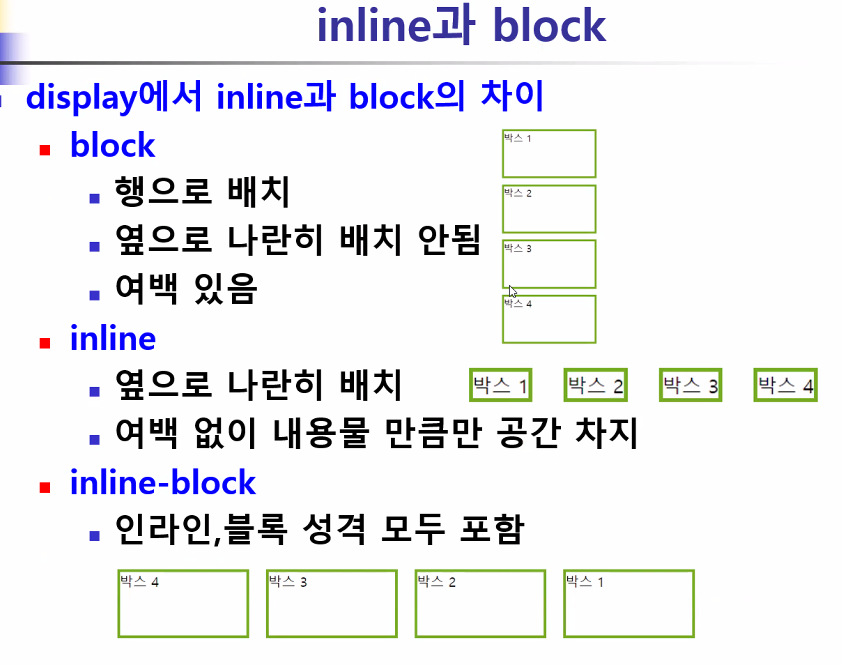 inline과 block
display에서 inline과 block의 차이
block
행으로 배치
옆으로 나란히 배치 안됨
여백 있음
박스 1
박스 2
박스 3
박스 4
inline
옆으로 나란히 배치
박스 1 박스 2 박스 3 박스 4
여백 없이 내용물 만큼만 공간 차지
inline-block
인라인,블록 성격 모두 포함
박스 4 박스 3 박스 2 박스 1